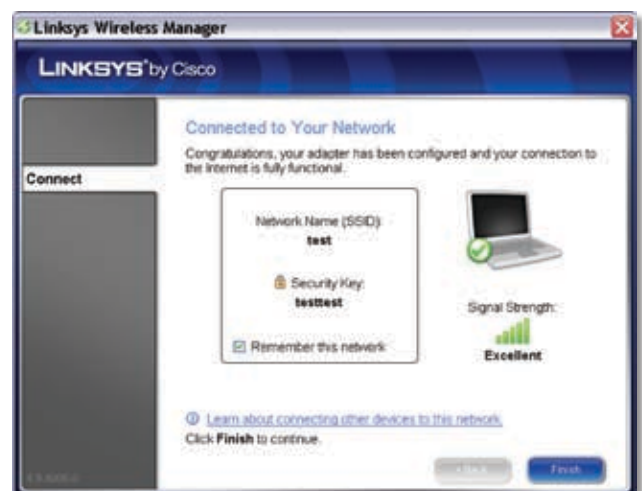 Linksys Wireless Manager
LINKSYS® by Cisco
Connect
Connected to Your Network
Congratulations, your adapter has been configured and your connection to
the Internet is fully functional.
Network Name (SSID):
test
Security Key:
testtest
Remember this network
Signal Strength:
Excellent
Learn about connecting other devices to this network.
Click Finish to continue.
Finish